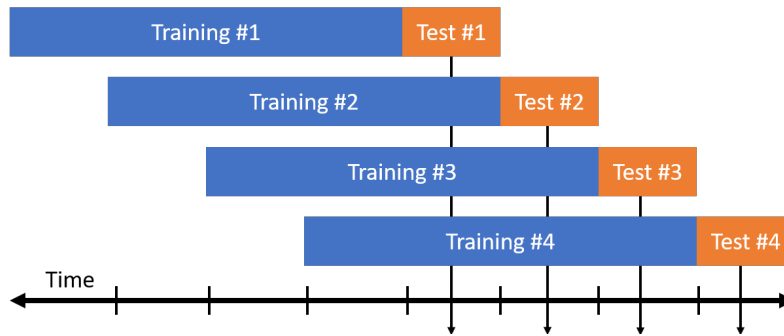 Training #1 Test #1
Training #2 Test #2
Training #3 Test #3
Training #4 Test #4
Time